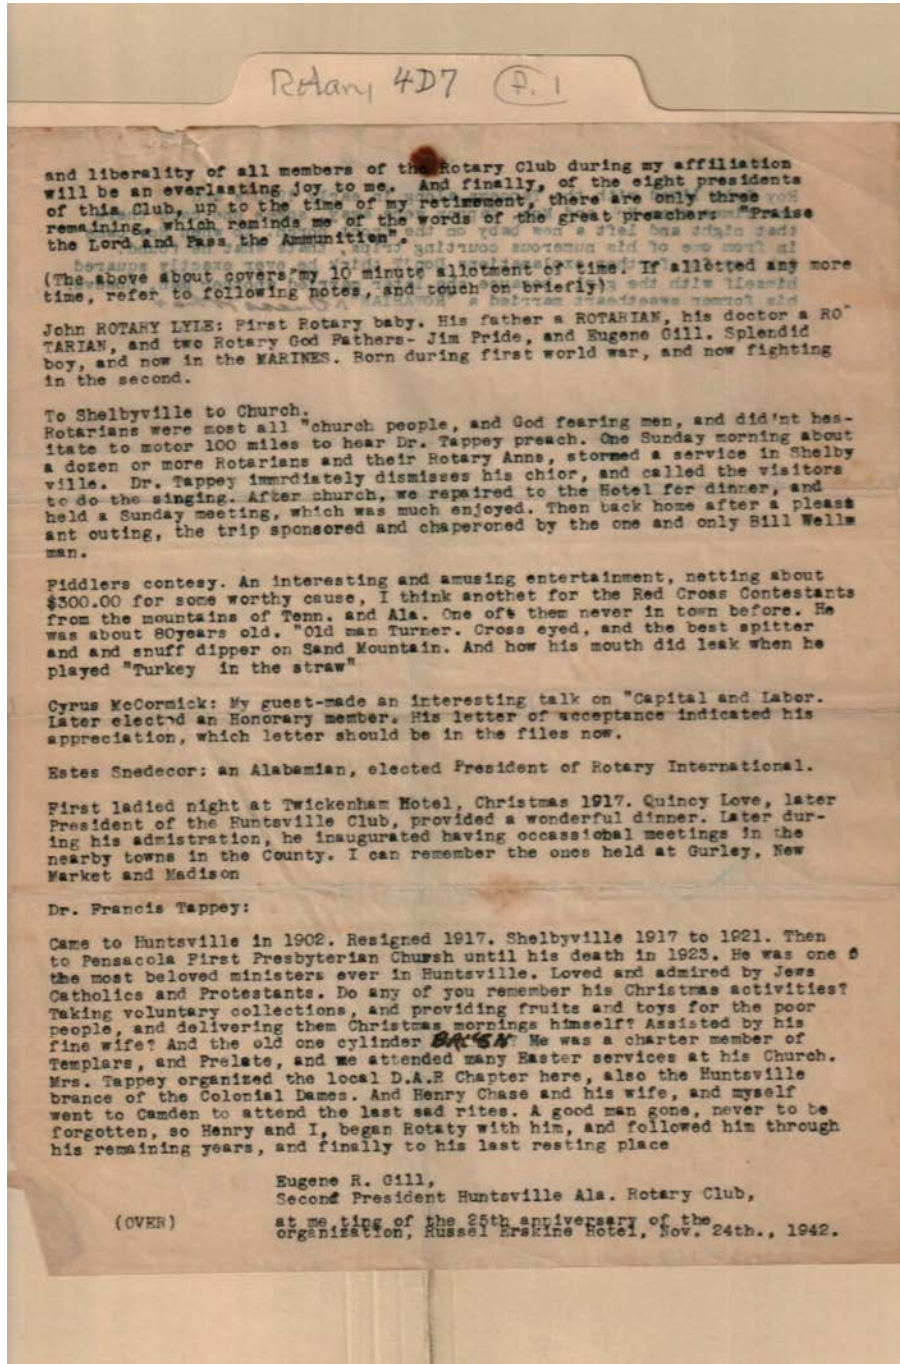 Rotary 4D7 P.1
and liberality of all members of the Rotary Club during my affiliation
will be an everlasting joy to me. And finally, of the eight presidents
of this Club, up to the time of my retirement, there are only three
remaining, which reminds me of the words of the great preacher: "Praise
the Lord and Pass the Ammunition".
(The above about covers my 10 minute allotment of time. If allotted any more
time, refer to following notes, and touch on briefly)
John ROTARY LYLE: First Rotary baby. His father a ROTARIAN, his doctor a RO-
TARIAN, and two Rotary God Fathers- Jim Pride, and Eugene Gill. Splendid
boy, and now in the MARINES. Born during first world war, and now fighting
in the second.
To Shelbyville to Church.
Rotarians were most all "church people, and God fearing men, and did'nt hes-
itate to motor 100 miles to hear Dr. Tappey preach. One Sunday morning about
a dozen or more Rotarians and their Rotary Anns, stormed a service in Shelby
ville. Dr. Tappey immrdiately dismisses his chior, and called the visitors
to do the singing. After church, we repaired to the Hotel for dinner, and
held a Sunday meeting, which was much enjoyed. Then back home after a pleas
ant outing, the trip sponsored and chaperoned by the one and only Bill Wellm
man.
Fiddlers contesy. An interesting and amusing entertainment, netting about
$300.00 for some worthy cause, I think anothet for the Red Cross Contestants
from the mountains of Tenn. and Ala. One of them never in town before. He
was about 80years old. "Old man Turner. Cross eyed, and the best spitter
and and snuff dipper on Sand Mountain. And how his mouth did leak when he
played "Turkey in the straw"
Cyrus McCormick: My guest-made an interesting talk on "Capital and Labor.
Later elected an Honorary member. His letter of acceptance indicated his
appreciation, which letter should be in the files now.
Estes Snedecor: an Alabamian, elected President of Rotary International.
First ladied night at Twickenham Hotel, Christmas 1917. Quincy Love, later
President of the Huntsville Club, provided a wonderful dinner. Later dur-
ing his admistration, he inaugurated having occassiobal meetings in the
nearby towns in the County. I can remember the ones held at Gurley, New
Market and Madison
Dr. Francis Tappey:
Came to Huntsville in 1902. Resigned 1917. Shelbyville 1917 to 1921. Then
to Pensacola First Presbyterian Chursh until his death in 1923. He was one
the most beloved ministers ever in Huntsville. Loved and admired by Jews
Catholics and Protestants. Do any of you remember his Christmas activities?
Taking voluntary collections, and providing fruits and toys for the poor
people, and delivering them Christmas mornings himself? Assisted by his
fine wife? And the old one cylinder He was a charter member of
Templars, and Prelate, and we attended many Easter services at his Church.
Mrs. Tappey organized the local D.A.R Chapter here, also the Huntsville
brance of the Colonial Dames. And Henry Chase and his wife, and myself
went to Camden to attend the last sad rites. A good man gone, never to be
forgotten, so Henry and I, began Rotaty with him, and followed him through
his remaining years, and finally to his last resting place
Eugene R. Gill,
Second President Huntsville Ala. Rotary Club,
(OVER) at me ting of the 25th anniversary of the
organization, Russel Erskine Hotel, Nov. 24th., 1942.